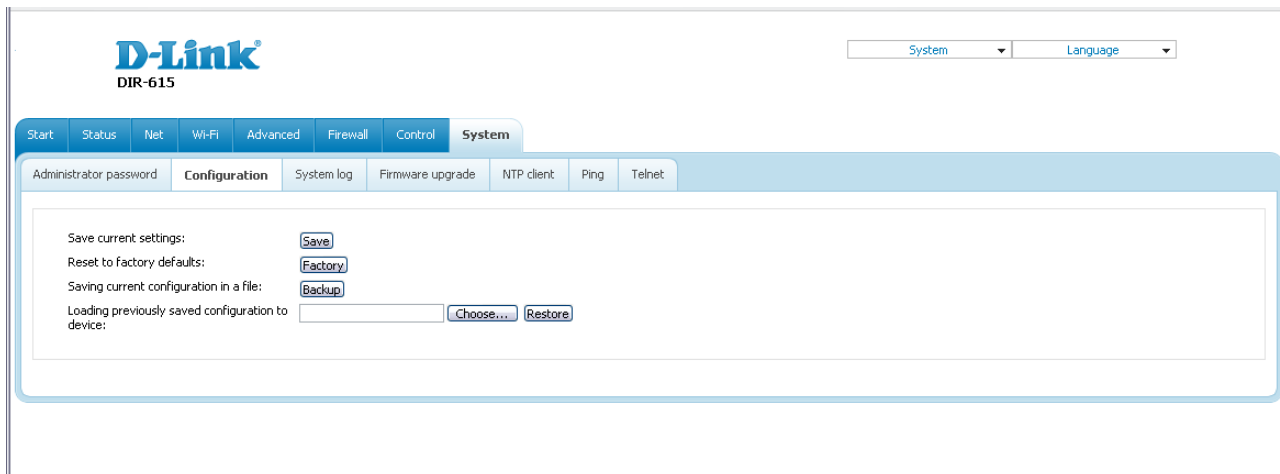 D-Link
DIR-615
System Language
Start Status Net Wi-Fi Advanced Firewall Control System
Administrator password Configuration System log Firmware upgrade NTP client Ping Telnet
Save current settings: Save
Reset to factory defaults: Factory
Saving current configuration in a file: Backup
Loading previously saved configuration to
device: Choose... Restore